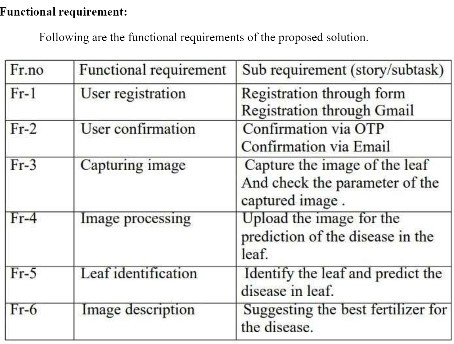 Functional requirement:
Following are the functional requirements of the proposed solution.
Fr.no Functional requirement Sub requirement (story/subtask)
Fr-1 User registration Registration through form
Registration through Gmail
Fr-2 User confirmation Confirmation via OTP
Confirmation via Email
Fr-3 Capturing image Capture the image of the leaf
And check the parameter of the
captured image .
Fr-4 Image processing Upload the image for the
prediction of the disease in the
leaf.
Fr-5 Leaf identification Identify the leaf and predict the
disease in leaf.
Fr-6 Image description Suggesting the best fertilizer for
the disease.